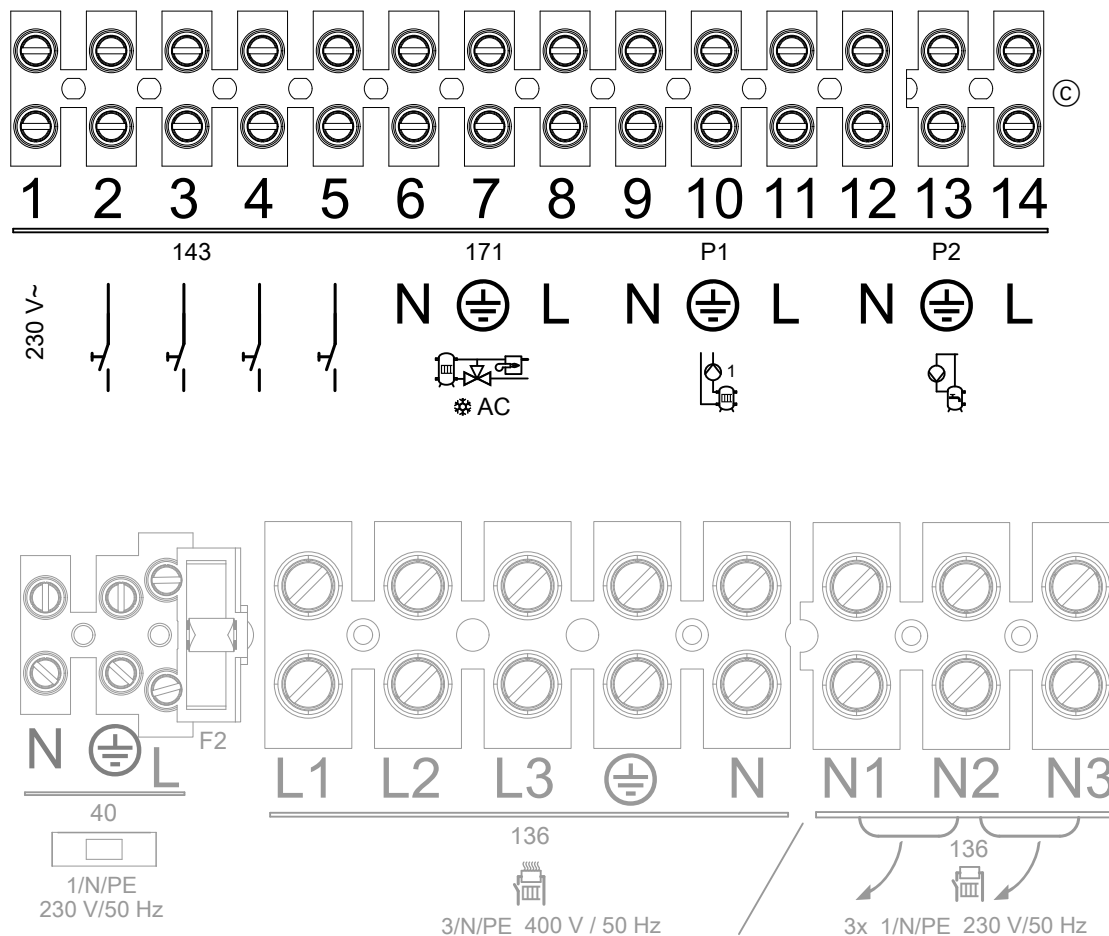 Ⓒ
1 2 3 4 5 6 7 8 9 10 11 12 13 14
143 171 P1 P2
230 V~ N L N L N L
1
AC
F2
N L L1 L2 L3 N N1 N2 N3
40 136 136
1/N/PE
230 V/50 Hz
3/N/PE 400 V / 50 Hz
3x 1/N/PE 230 V/50 Hz